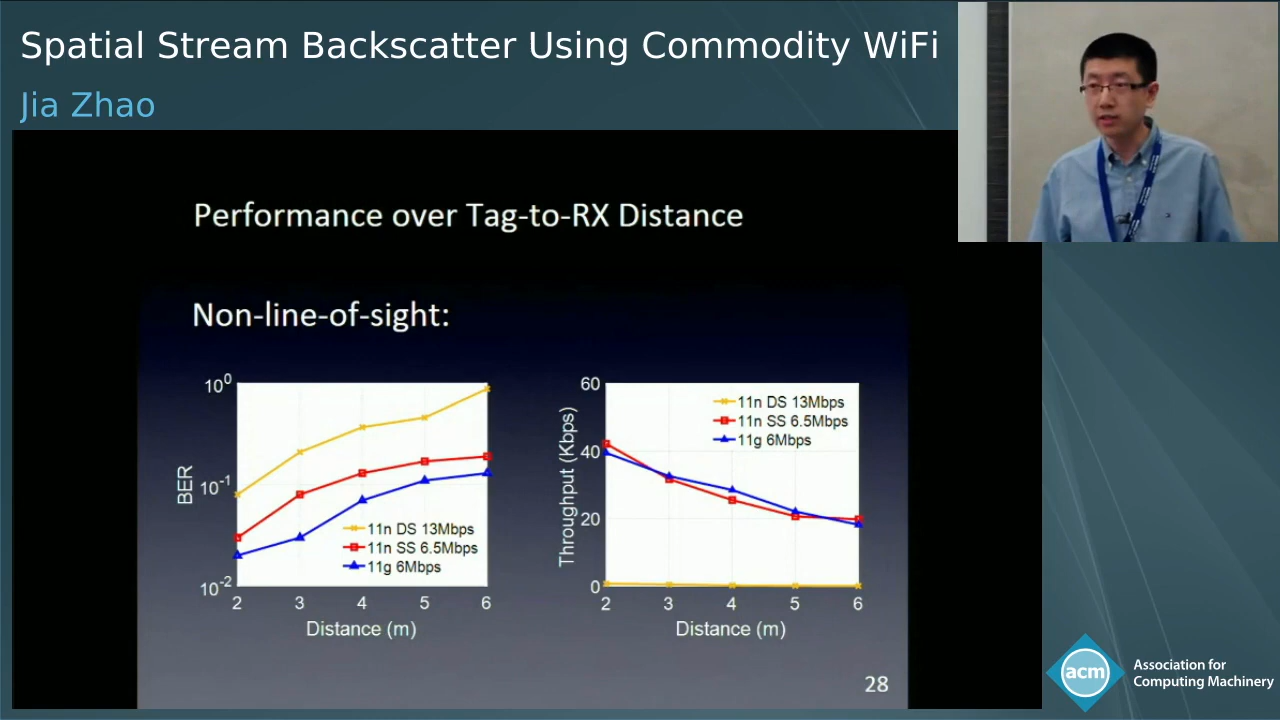 Spatial Stream Backscatter Using Commodity WiFi
Jia Zhao
Performance over Tag-to-RX Distance
Non-line-of-sight:
BER
10^0
10^-1
10^-2
11n DS 13Mbps
11n SS 6.5Mbps
11g 6Mbps
2 3 4 5 6
Distance (m)
Throughput (Kbps)
60
40
20
0
11n DS 13Mbps
11n SS 6.5Mbps
11g 6Mbps
2 3 4 5 6
Distance (m)
28
acm
Association for
Computing Machinery